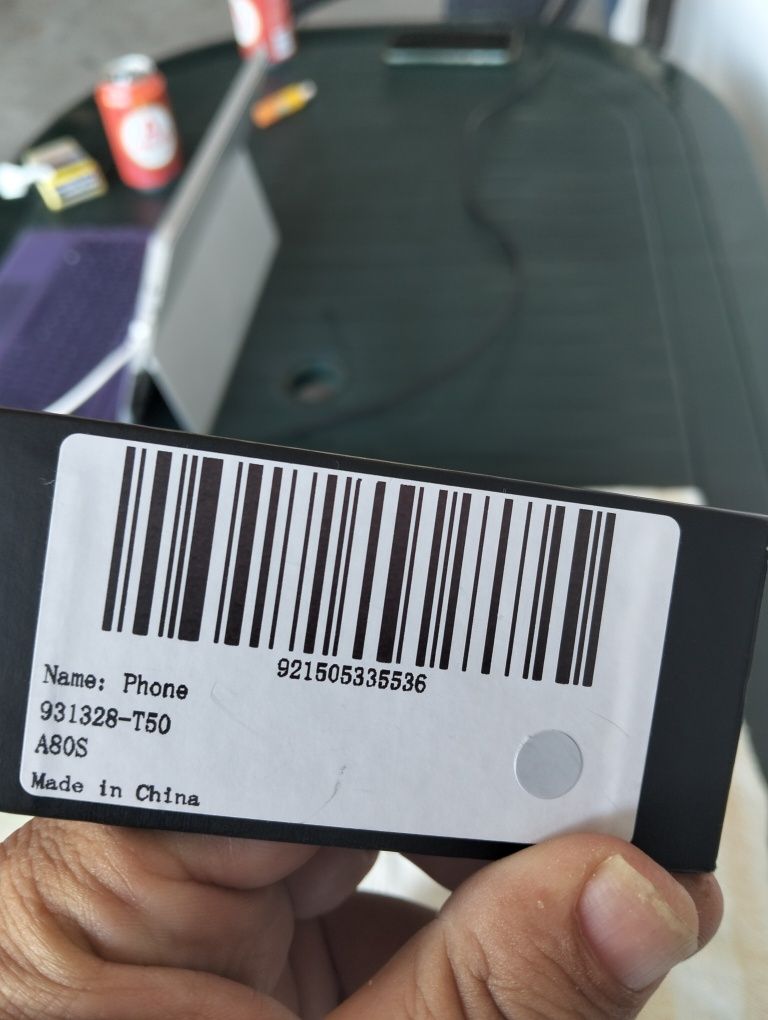 921505335536
Name: Phone
931328-T50
A80S
Made in China